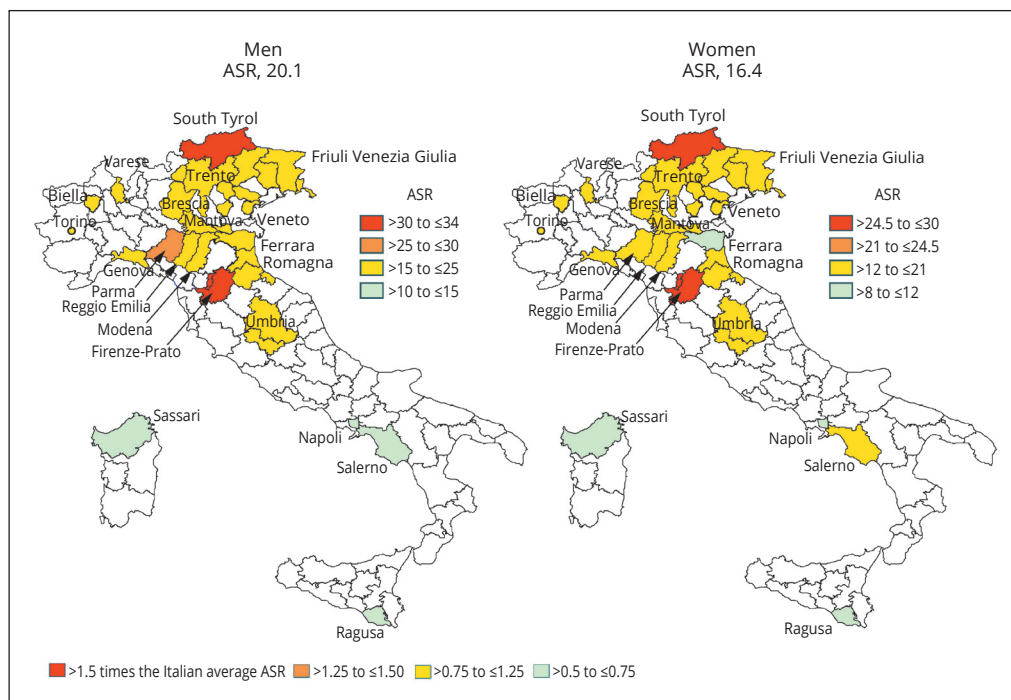 Men
ASR, 20.1
South Tyrol
Friuli Venezia Giulia
Varese
Trento
Biella
Brescia
ASR
Torino
Mantova
Veneto
>30 to ≤34
>25 to ≤30
>15 to ≤25
>10 to ≤15
Ferrara
Romagna
Genova
Parma
Reggio Emilia
Modena
Firenze-Prato
Umbria
Sassari
Napoli
Salerno
Ragusa
Women
ASR, 16.4
South Tyrol
Friuli Venezia Giulia
Varese
Trento
Biella
Brescia
ASR
Torino
Mantova
Veneto
>24.5 to ≤30
>21 to ≤24.5
>12 to ≤21
>8 to ≤12
Ferrara
Romagna
Genova
Parma
Reggio Emilia
Modena
Firenze-Prato
Umbria
Sassari
Napoli
Salerno
Ragusa
>1.5 times the Italian average ASR >1.25 to ≤1.50 >0.75 to ≤1.25 >0.5 to ≤0.75